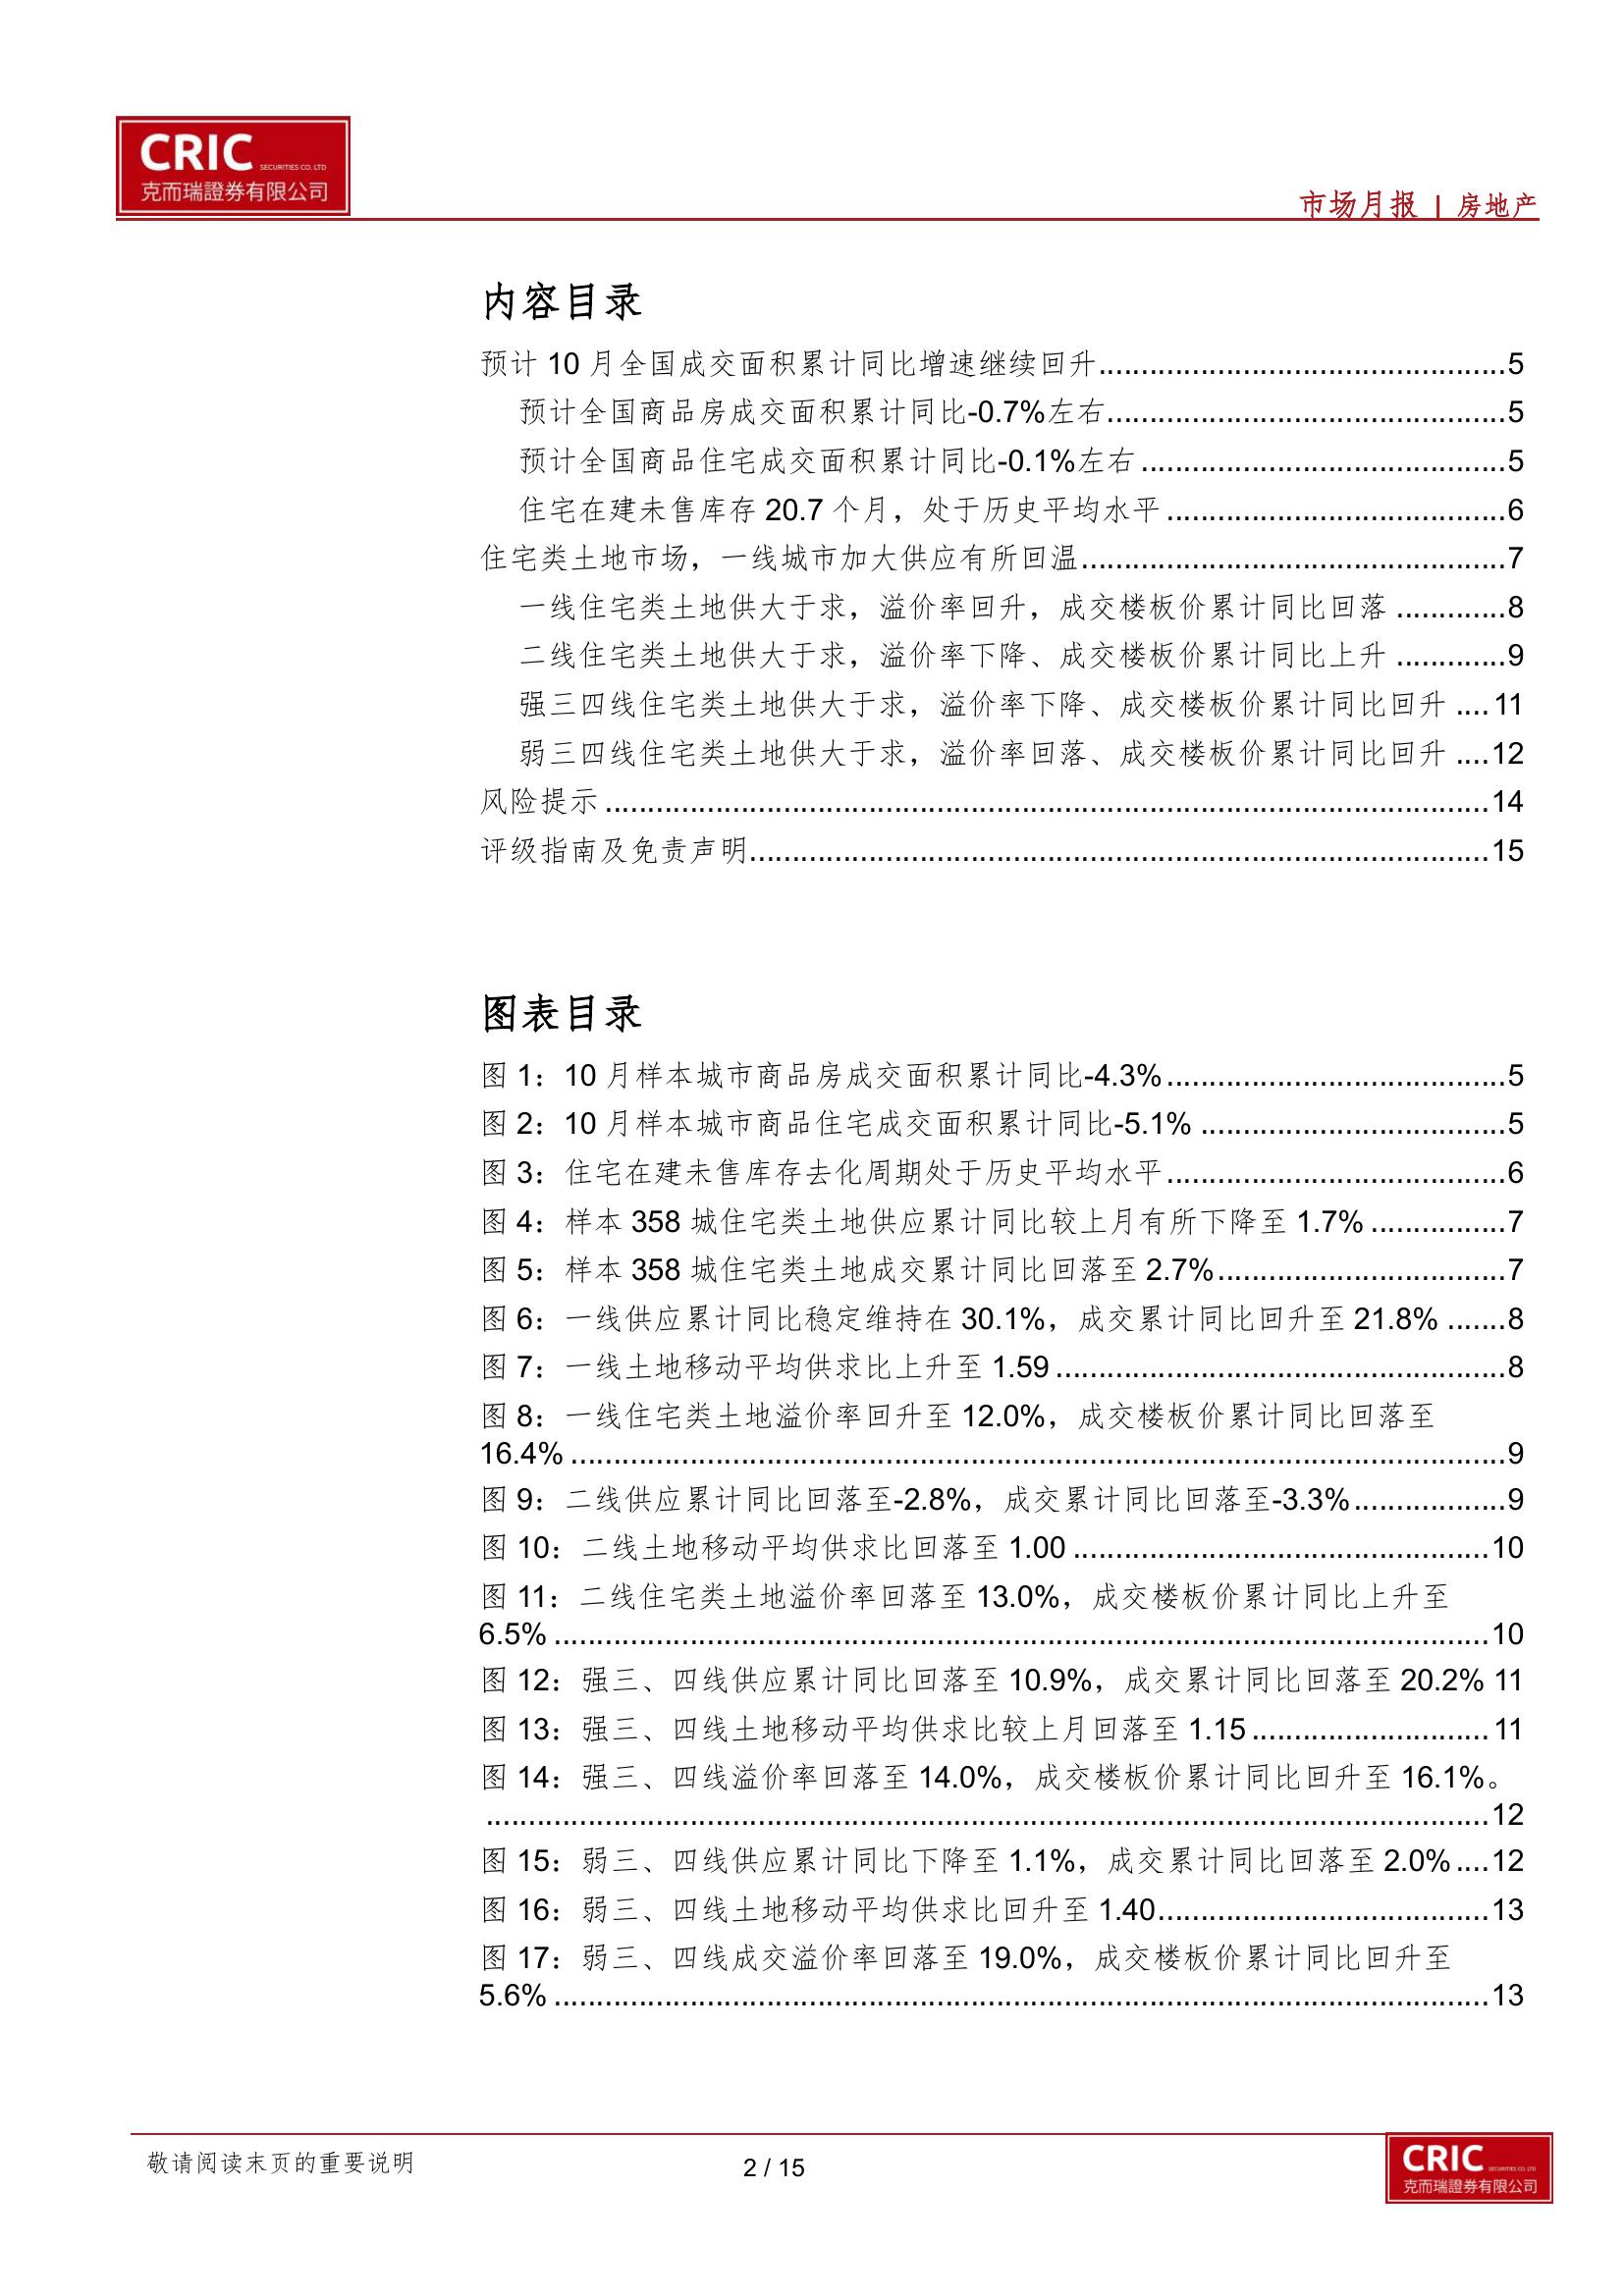 CRIC SECURITIES CO. LTD
克而瑞證券有限公司
市场月报 | 房地产
内容目录
预计 10 月全国成交面积累计同比增速继续回升................................................5
预计全国商品房成交面积累计同比-0.7%左右...............................................5
预计全国商品住宅成交面积累计同比-0.1%左右 ...........................................5
住宅在建未售库存 20.7 个月，处于历史平均水平 ........................................6
住宅类土地市场，一线城市加大供应有所回温..................................................7
一线住宅类土地供大于求，溢价率回升，成交楼板价累计同比回落 .............8
二线住宅类土地供大于求，溢价率下降、成交楼板价累计同比上升 .............9
强三四线住宅类土地供大于求，溢价率下降、成交楼板价累计同比回升 ....11
弱三四线住宅类土地供大于求，溢价率回落、成交楼板价累计同比回升 ....12
风险提示 ........................................................................................................14
评级指南及免责声明.......................................................................................15
图表目录
图 1：10 月样本城市商品房成交面积累计同比-4.3%........................................5
图 2：10 月样本城市商品住宅成交面积累计同比-5.1% ....................................5
图 3：住宅在建未售库存去化周期处于历史平均水平........................................6
图 4：样本 358 城住宅类土地供应累计同比较上月有所下降至 1.7% ................7
图 5：样本 358 城住宅类土地成交累计同比回落至 2.7%..................................7
图 6：一线供应累计同比稳定维持在 30.1%，成交累计同比回升至 21.8% .......8
图 7：一线土地移动平均供求比上升至 1.59 .....................................................8
图 8：一线住宅类土地溢价率回升至 12.0%，成交楼板价累计同比回落至
16.4% ..............................................................................................................9
图 9：二线供应累计同比回落至-2.8%，成交累计同比回落至-3.3%..................9
图 10：二线土地移动平均供求比回落至 1.00 .................................................10
图 11：二线住宅类土地溢价率回落至 13.0%，成交楼板价累计同比上升至
6.5% ..............................................................................................................10
图 12：强三、四线供应累计同比回落至 10.9%，成交累计同比回落至 20.2% 11
图 13：强三、四线土地移动平均供求比较上月回落至 1.15 ............................11
图 14：强三、四线溢价率回落至 14.0%，成交楼板价累计同比回升至 16.1%。
......................................................................................................................12
图 15：弱三、四线供应累计同比下降至 1.1%，成交累计同比回落至 2.0%....12
图 16：弱三、四线土地移动平均供求比回升至 1.40.......................................13
图 17：弱三、四线成交溢价率回落至 19.0%，成交楼板价累计同比回升至
5.6% ..............................................................................................................13
敬请阅读末页的重要说明
2 / 15
CRIC SECURITIES CO. LTD
克而瑞證券有限公司